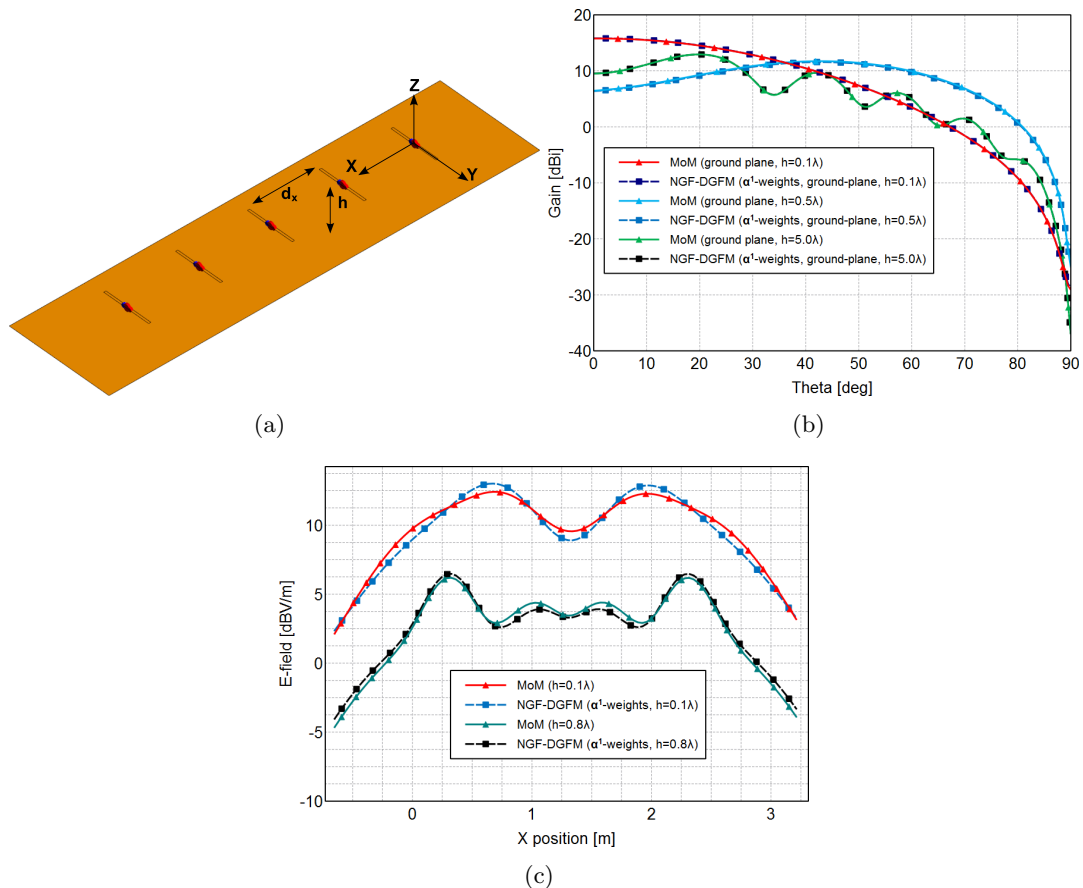 Z
X
Y
dₓ
h
(a)
20
10
0
-10
-20
-30
-40
Gain [dBi]
MoM (ground plane, h=0.1λ)
NGF-DGFM (α¹-weights, ground-plane, h=0.1λ)
MoM (ground plane, h=0.5λ)
NGF-DGFM (α¹-weights, ground-plane, h=0.5λ)
MoM (ground plane, h=5.0λ)
NGF-DGFM (α¹-weights, ground-plane, h=5.0λ)
0 10 20 30 40 50 60 70 80 90
Theta [deg]
(b)
10
5
0
-5
-10
E-field [dBV/m]
MoM (h=0.1λ)
NGF-DGFM (α¹-weights, h=0.1λ)
MoM (h=0.8λ)
NGF-DGFM (α¹-weights, h=0.8λ)
0 1 2 3
X position [m]
(c)